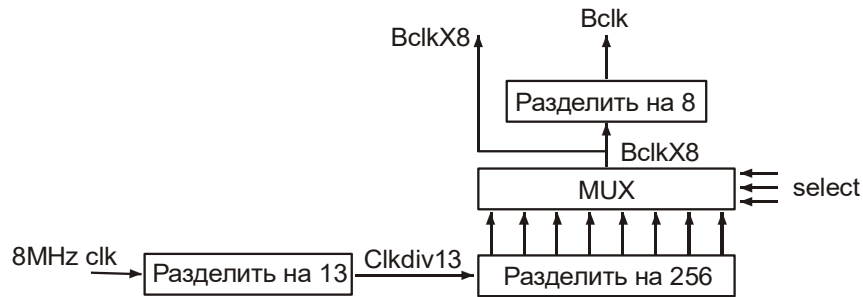 Bclk
BclkX8
Разделить на 8
BclkX8
MUX
select
8MHz clk
Разделить на 13
Clkdiv13
Разделить на 256